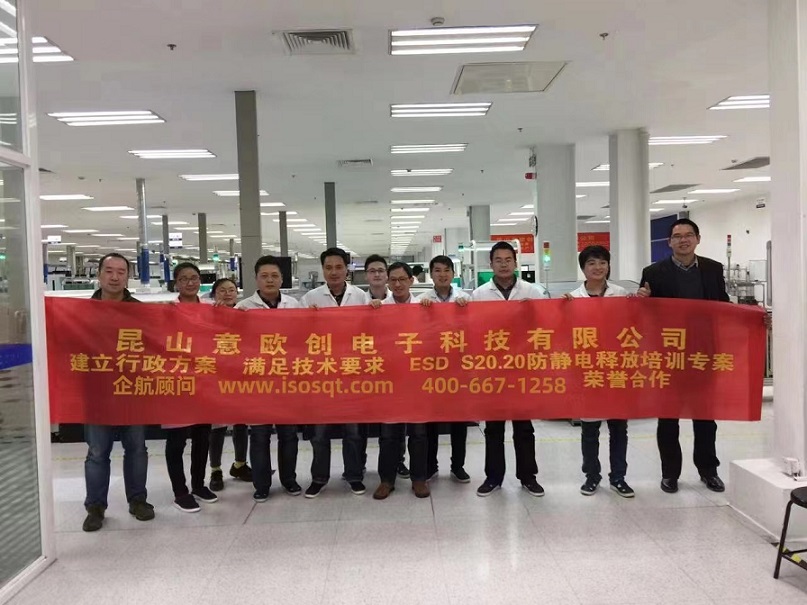 昆山意欧创电子科技有限公司
建立行政方案 满足技术要求 ESD S20.20防静电释放培训专案
企航顾问 www.isosqt.com 400-667-1258 荣誉合作